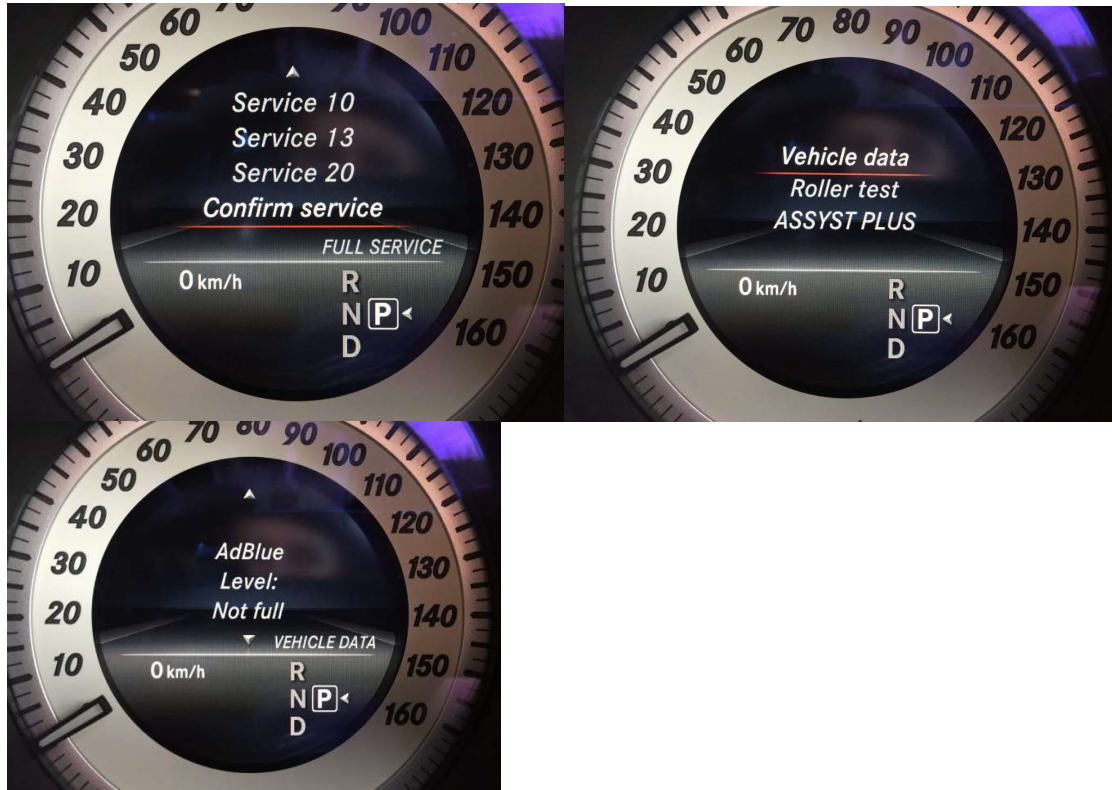 60
100
50
110
40
Service 10
120
Service 13
30
130
Service 20
20
Confirm service
140
FULL SERVICE
10
0 km/h
150
R
N P
160
D
70 80 90
60
100
50
110
40
120
Vehicle data
30
130
Roller test
20
ASSYST PLUS
140
10
0 km/h
150
R
N P
160
D
70 80 90
60
100
50
110
40
120
AdBlue
30
Level:
130
20
Not full
140
VEHICLE DATA
10
0 km/h
150
R
N P
160
D